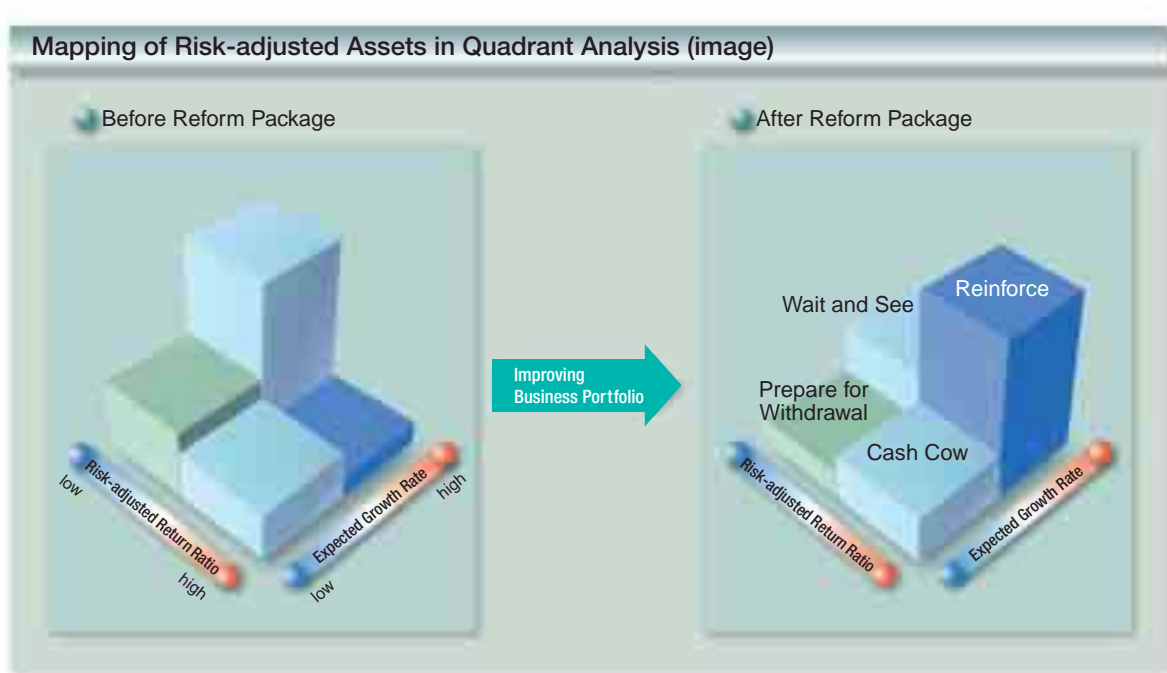 Mapping of Risk-adjusted Assets in Quadrant Analysis (image)
Before Reform Package
low
Risk-adjusted Return Ratio
high
low
Expected Growth Rate
high
Improving
Business Portfolio
After Reform Package
Wait and See
Reinforce
Prepare for
Withdrawal
Cash Cow
Risk-adjusted Return Ratio
Expected Growth Rate